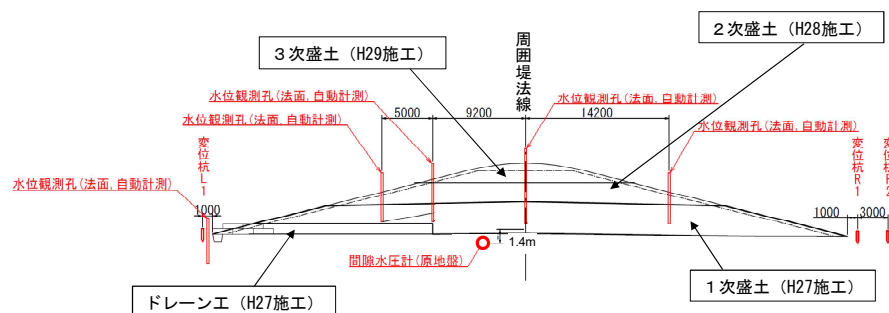 3次盛土（H29施工）
周囲堤法線
2次盛土（H28施工）
水位観測孔(法面,自動計測)
水位観測孔(法面,自動計測)
5000
9200
14200
水位観測孔(法面,自動計測)
水位観測孔(法面,自動計測)
変位杭L1
変位杭R1
変位杭R2
水位観測孔(法面,自動計測)
1000
1000
3000
1.4m
間隙水圧計(原地盤)
ドレーン工（H27施工）
1次盛土（H27施工）